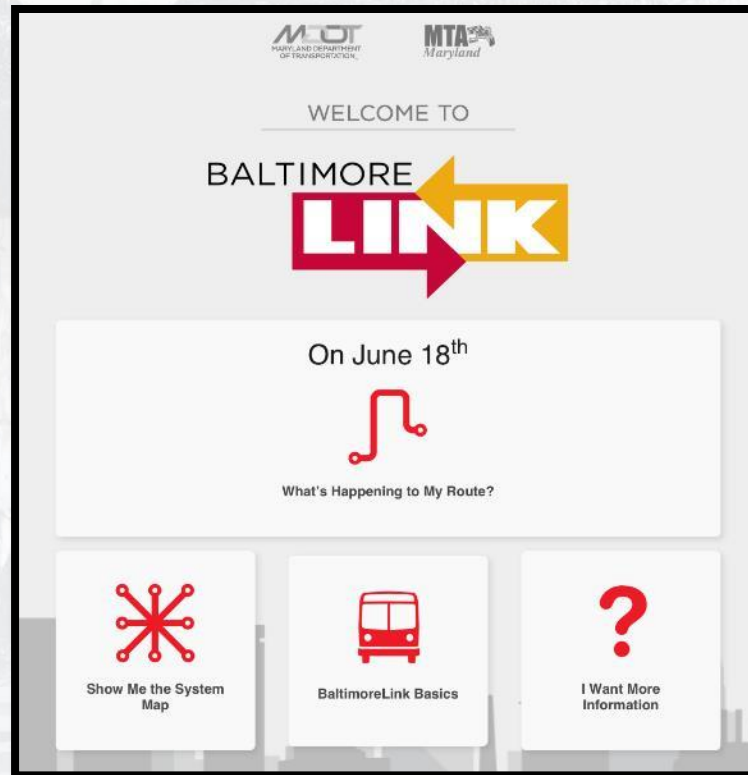 MDOT
MARYLAND DEPARTMENT
OF TRANSPORTATION
MTA
Maryland
WELCOME TO
BALTIMORE
LINK
On June 18th
What's Happening to My Route?
Show Me the System
Map
BaltimoreLink Basics
I Want More
Information